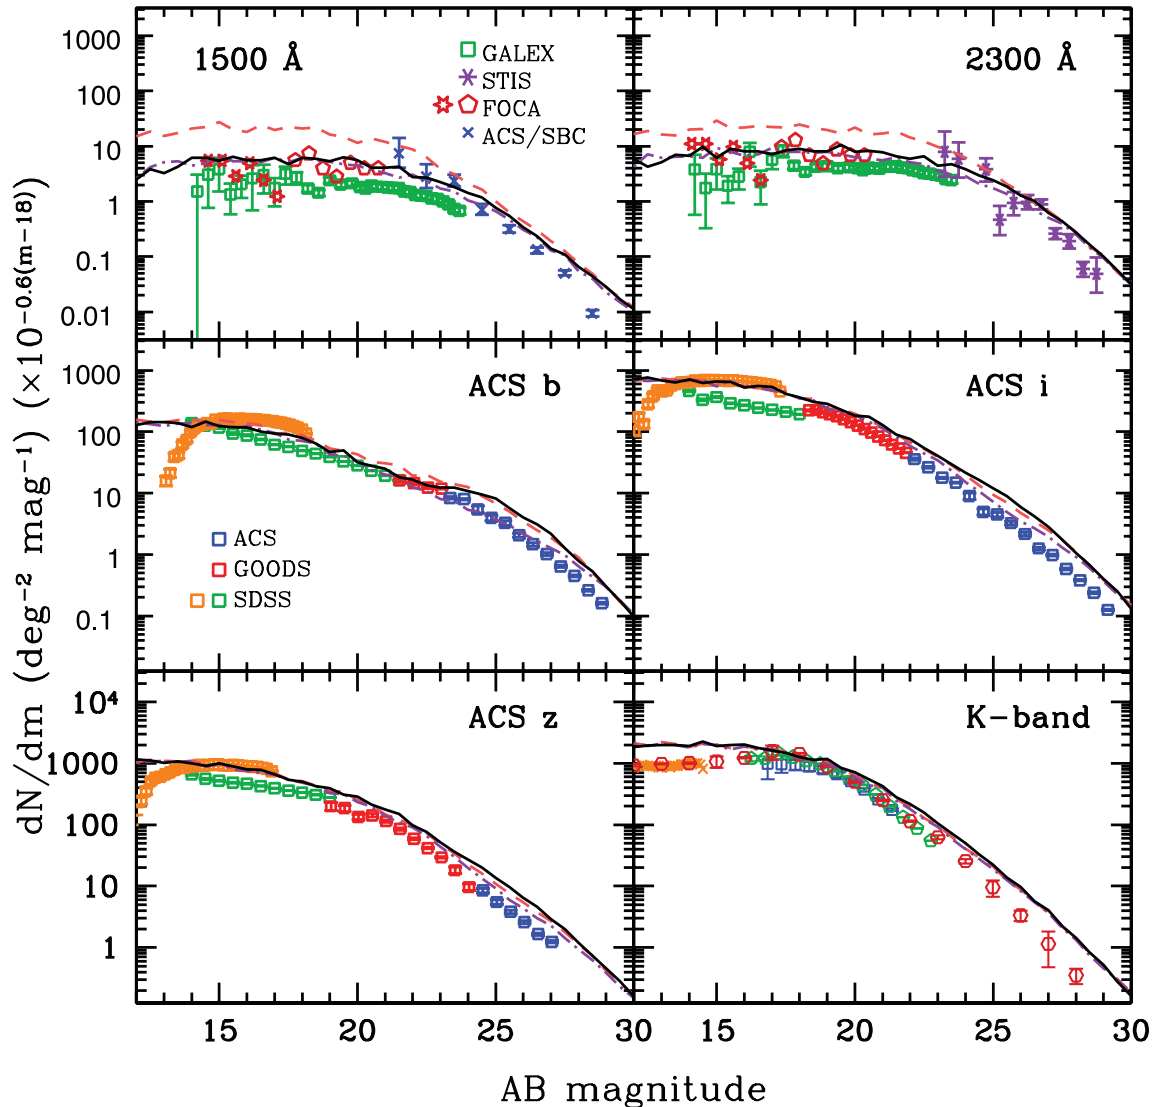 1500 Å
GALEX
STIS
FOCA
ACS/SBC
2300 Å
1000
100
10
1
0.1
0.01
ACS b
ACS
GOODS
SDSS
ACS i
1000
100
10
1
0.1
ACS z
K-band
10⁴
1000
100
10
1
15 20 25 30 15 20 25 30
AB magnitude
dN/dm (deg⁻² mag⁻¹) (×10⁻⁰·⁶⁽ᵐ⁻¹⁸⁾)